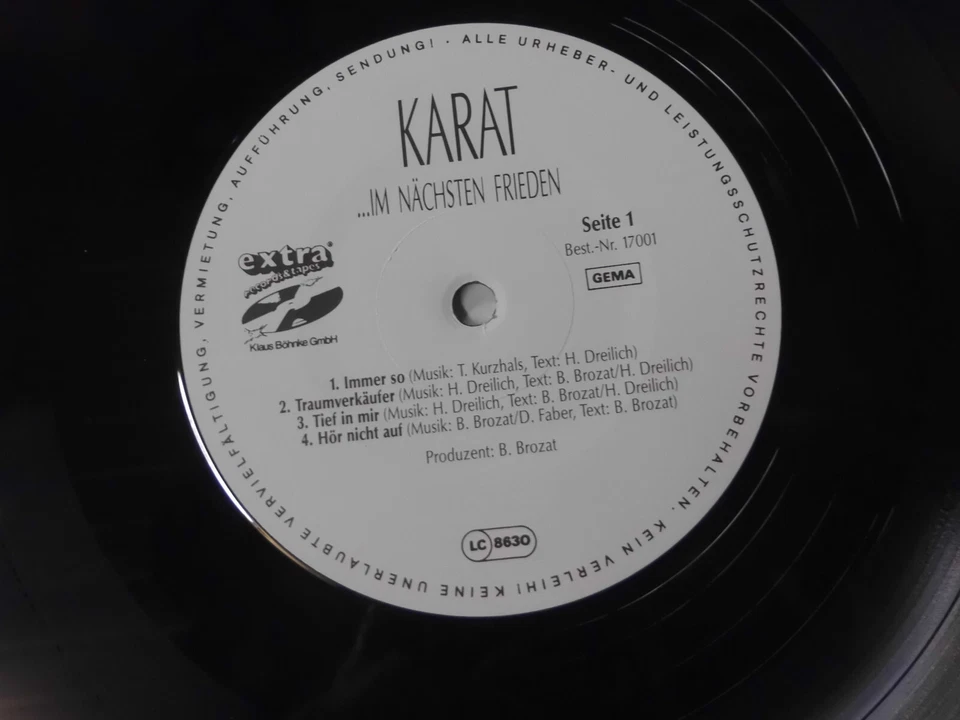 KARAT
...IM NÄCHSTEN FRIEDEN
Seite 1
Best.-Nr. 17001
GEMA
extra
records & tapes
Klaus Böhnke GmbH
1. Immer so (Musik: T. Kurzhals, Text: H. Dreilich)
2. Traumverkäufer (Musik: H. Dreilich, Text: B. Brozat/H. Dreilich)
3. Tief in mir (Musik: H. Dreilich, Text: B. Brozat/H. Dreilich)
4. Hör nicht auf (Musik: B. Brozat/D. Faber, Text: B. Brozat)
Produzent: B. Brozat
LC 8630
ALLE URHEBER- UND LEISTUNGSSCHUTZRECHTE VORBEHALTEN. KEIN VERLEIH! KEINE UNERLAUBTE VERVIELFÄLTIGUNG, VERMIETUNG, AUFFÜHRUNG, SENDUNG! ·